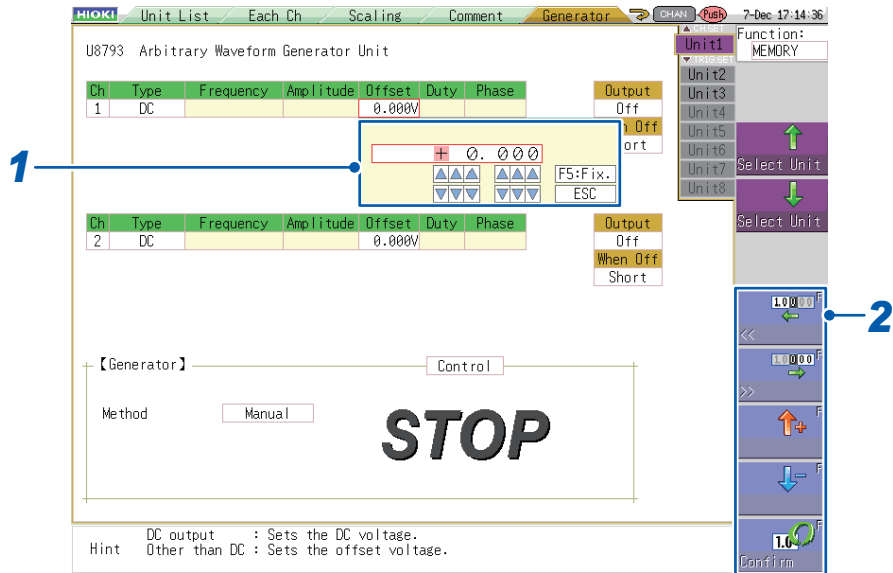 HIOKI Unit List Each Ch Scaling Comment Generator CHAN Push 7-Dec 17:14:36
▲ CH SET
Function:
Unit1 MEMORY
▼ TRIG SET
U8793 Arbitrary Waveform Generator Unit
Unit2
Unit3
Unit4
Unit5
Unit6
Unit7
Unit8
Select Unit
Select Unit
Ch Type Frequency Amplitude Offset Duty Phase Output
1 DC 0.000V Off
n Off
ort
1
+ 0. 000
F5:Fix.
ESC
Ch Type Frequency Amplitude Offset Duty Phase Output
2 DC 0.000V Off
When Off
Short
2
1.0000 F
<<
1.0000 F
>>
F
F
1.0 F
Confirm
【Generator】 Control
Method Manual
STOP
Hint DC output : Sets the DC voltage.
Other than DC : Sets the offset voltage.